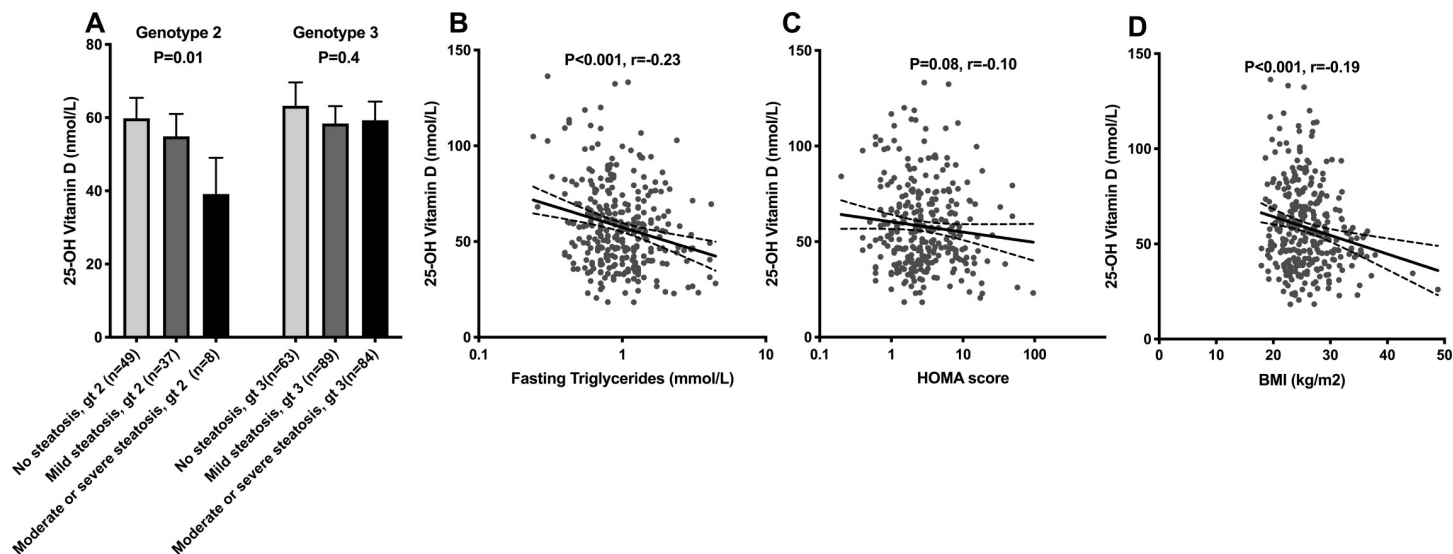 A
Genotype 2
P=0.01
Genotype 3
P=0.4
25-OH Vitamin D (nmol/L)
80
60
40
20
0
No steatosis, gt 2 (n=49)
Mild steatosis, gt 2 (n=37)
Moderate or severe steatosis, gt 2 (n=8)
No steatosis, gt 3(n=63)
Mild steatosis, gt 3 (n=89)
Moderate or severe steatosis, gt 3(n=84)
B
P<0.001, r=-0.23
25-OH Vitamin D (nmol/L)
150
100
50
0
0.1
1
10
Fasting Triglycerides (mmol/L)
C
P=0.08, r=-0.10
25-OH Vitamin D (nmol/L)
150
100
50
0
0.1
1
10
100
HOMA score
D
P<0.001, r=-0.19
25-OH Vitamin D (nmol/L)
150
100
50
0
0
10
20
30
40
50
BMI (kg/m2)